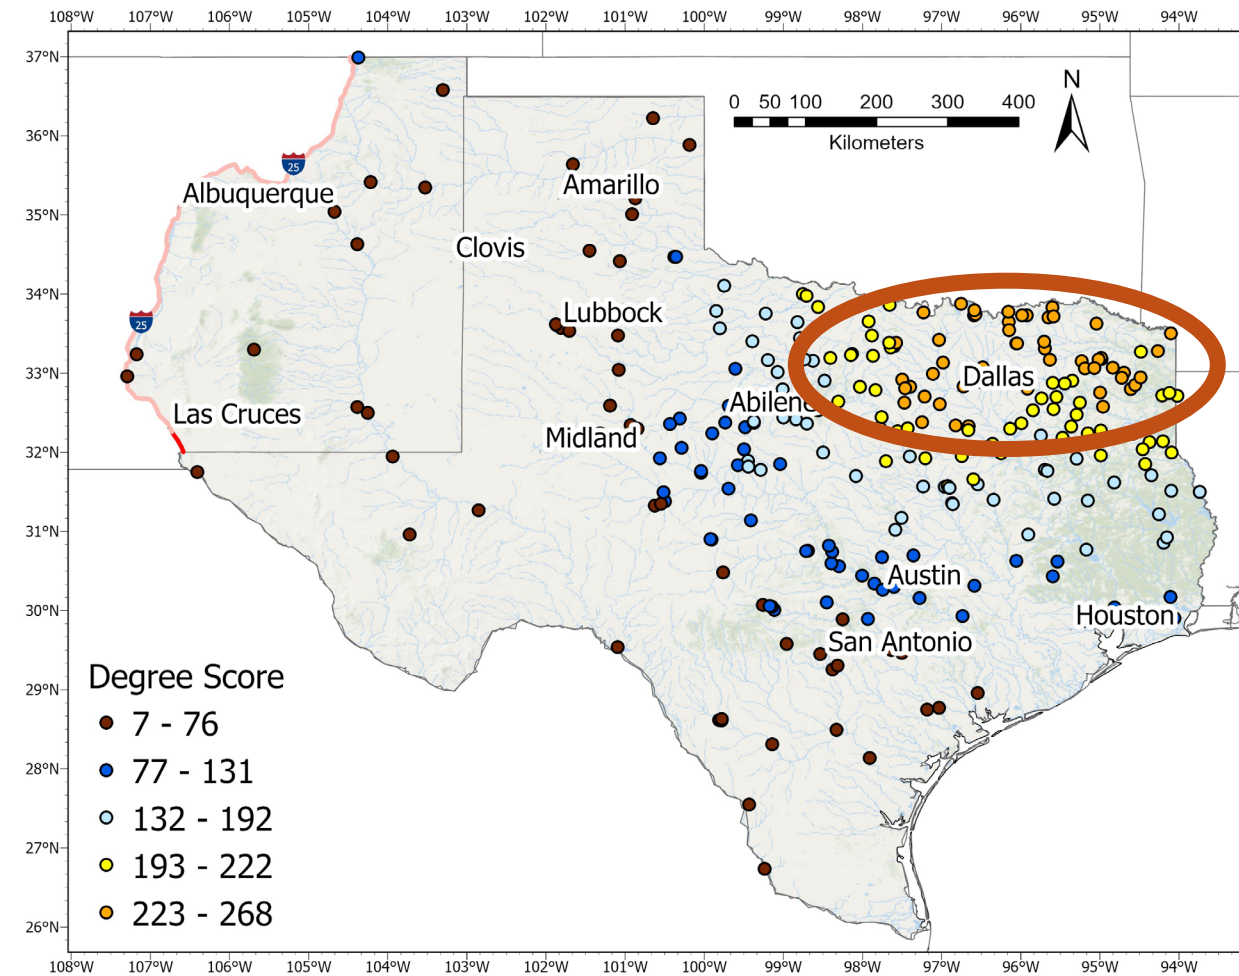 108°W 107°W 106°W 105°W 104°W 103°W 102°W 101°W 100°W 99°W 98°W 97°W 96°W 95°W 94°W
37°N
36°N
35°N
34°N
33°N
32°N
31°N
30°N
29°N
28°N
27°N
26°N
N
0 50 100 200 300 400
Kilometers
25
25
Albuquerque
Amarillo
Clovis
Lubbock
Dallas
Abilene
Las Cruces
Midland
Austin
Houston
San Antonio
Degree Score
7 - 76
77 - 131
132 - 192
193 - 222
223 - 268
108°W 107°W 106°W 105°W 104°W 103°W 102°W 101°W 100°W 99°W 98°W 97°W 96°W 95°W 94°W